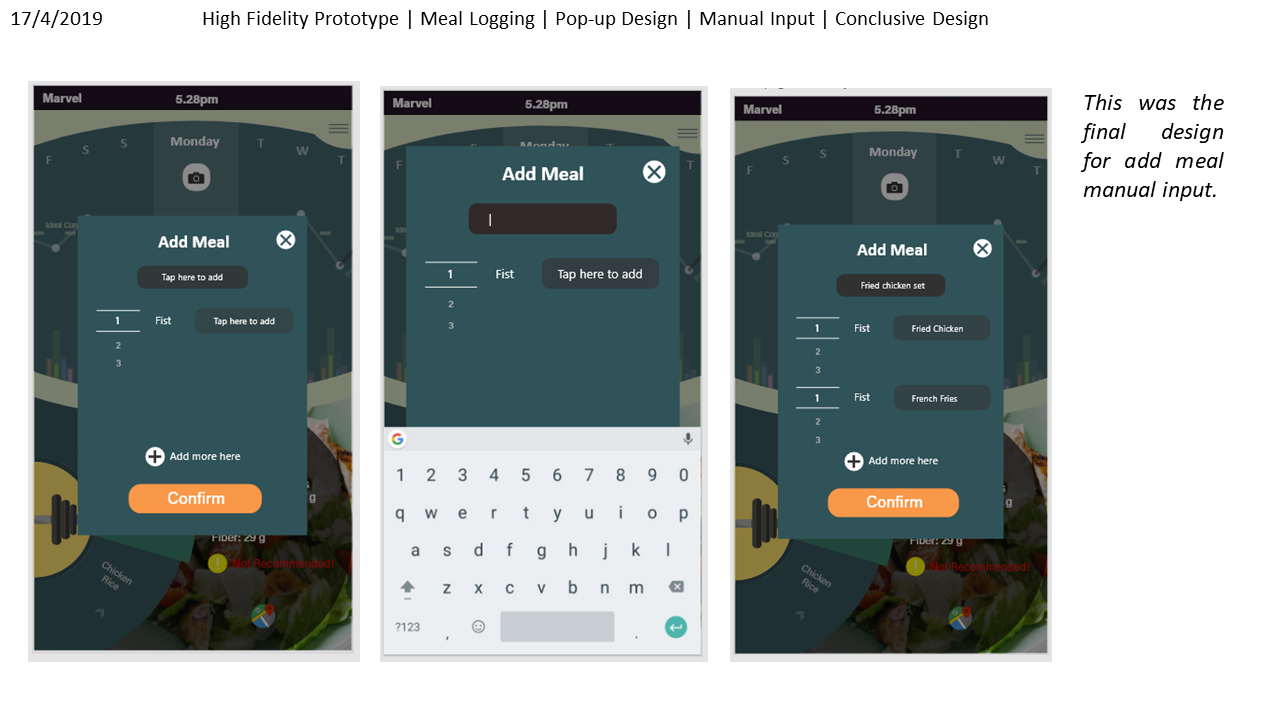 17/4/2019
High Fidelity Prototype | Meal Logging | Pop-up Design | Manual Input | Conclusive Design
This was the
final design
for add meal
manual input.
Marvel 5.28pm
Monday
F S S T W T
Ideal Con
Add Meal
Tap here to add
1 Fist Tap here to add
2
3
Add more here
Confirm
g
Fiber: 29 g
! Not Recommended!
Chicken
Rice
Marvel 5.28pm
Monday
F T
Add Meal
1 Fist Tap here to add
2
3
G
1 2 3 4 5 6 7 8 9 0
q w e r t y u i o p
a s d f g h j k l
z x c v b n m
?123 , .
Marvel 5.28pm
Monday
F S S T W T
Ideal Con
Add Meal
Fried chicken set
1 Fist Fried Chicken
2
3
1 Fist French Fries
2
3
Add more here
Confirm
g
Fiber: 29 g
! Not Recommended!
Chicken
Rice